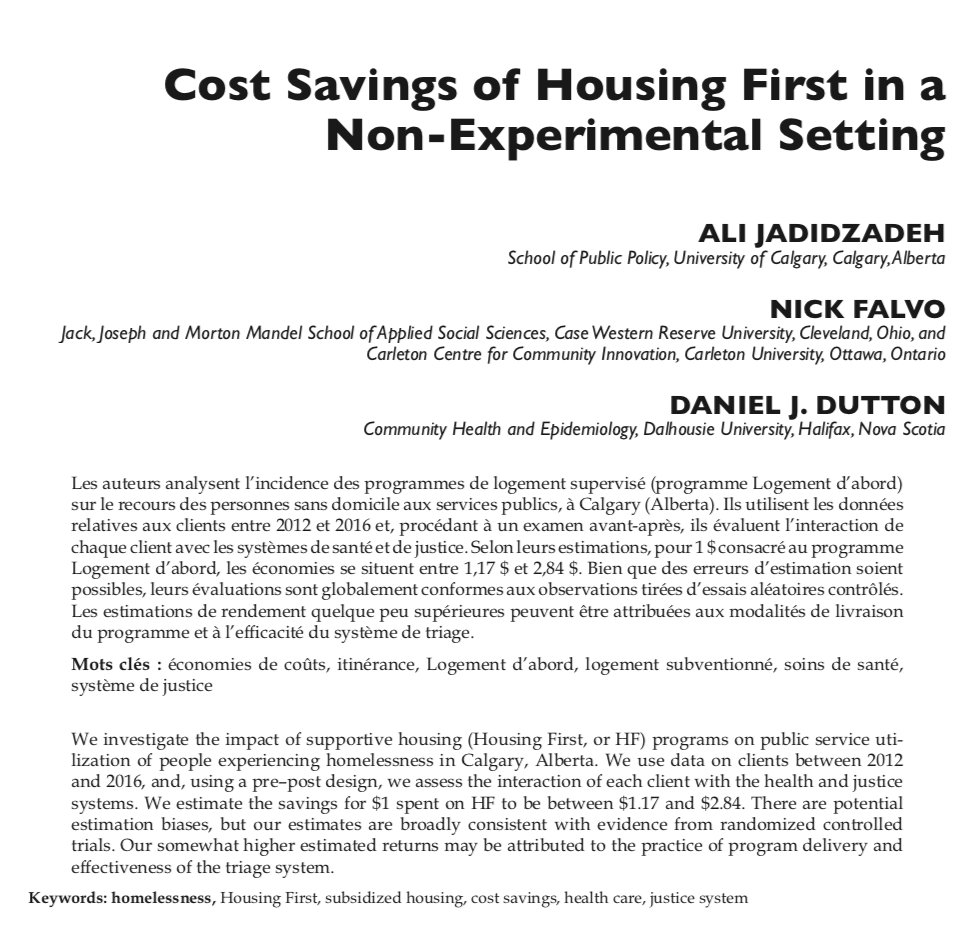 Cost Savings of Housing First in a
Non-Experimental Setting
ALI JADIDZADEH
School of Public Policy, University of Calgary, Calgary, Alberta
NICK FALVO
Jack, Joseph and Morton Mandel School of Applied Social Sciences, Case Western Reserve University, Cleveland, Ohio, and
Carleton Centre for Community Innovation, Carleton University, Ottawa, Ontario
DANIEL J. DUTTON
Community Health and Epidemiology, Dalhousie University, Halifax, Nova Scotia
Les auteurs analysent l'incidence des programmes de logement supervisé (programme Logement d'abord)
sur le recours des personnes sans domicile aux services publics, à Calgary (Alberta). Ils utilisent les données
relatives aux clients entre 2012 et 2016 et, procédant à un examen avant-après, ils évaluent l'interaction de
chaque client avec les systèmes de santé et de justice. Selon leurs estimations, pour 1 $ consacré au programme
Logement d'abord, les économies se situent entre 1,17 $ et 2,84 $. Bien que des erreurs d'estimation soient
possibles, leurs évaluations sont globalement conformes aux observations tirées d'essais aléatoires contrôlés.
Les estimations de rendement quelque peu supérieures peuvent être attribuées aux modalités de livraison
du programme et à l'efficacité du système de triage.
Mots clés : économies de coûts, itinérance, Logement d'abord, logement subventionné, soins de santé,
système de justice
We investigate the impact of supportive housing (Housing First, or HF) programs on public service uti-
lization of people experiencing homelessness in Calgary, Alberta. We use data on clients between 2012
and 2016, and, using a pre–post design, we assess the interaction of each client with the health and justice
systems. We estimate the savings for $1 spent on HF to be between $1.17 and $2.84. There are potential
estimation biases, but our estimates are broadly consistent with evidence from randomized controlled
trials. Our somewhat higher estimated returns may be attributed to the practice of program delivery and
effectiveness of the triage system.
Keywords: homelessness, Housing First, subsidized housing, cost savings, health care, justice system